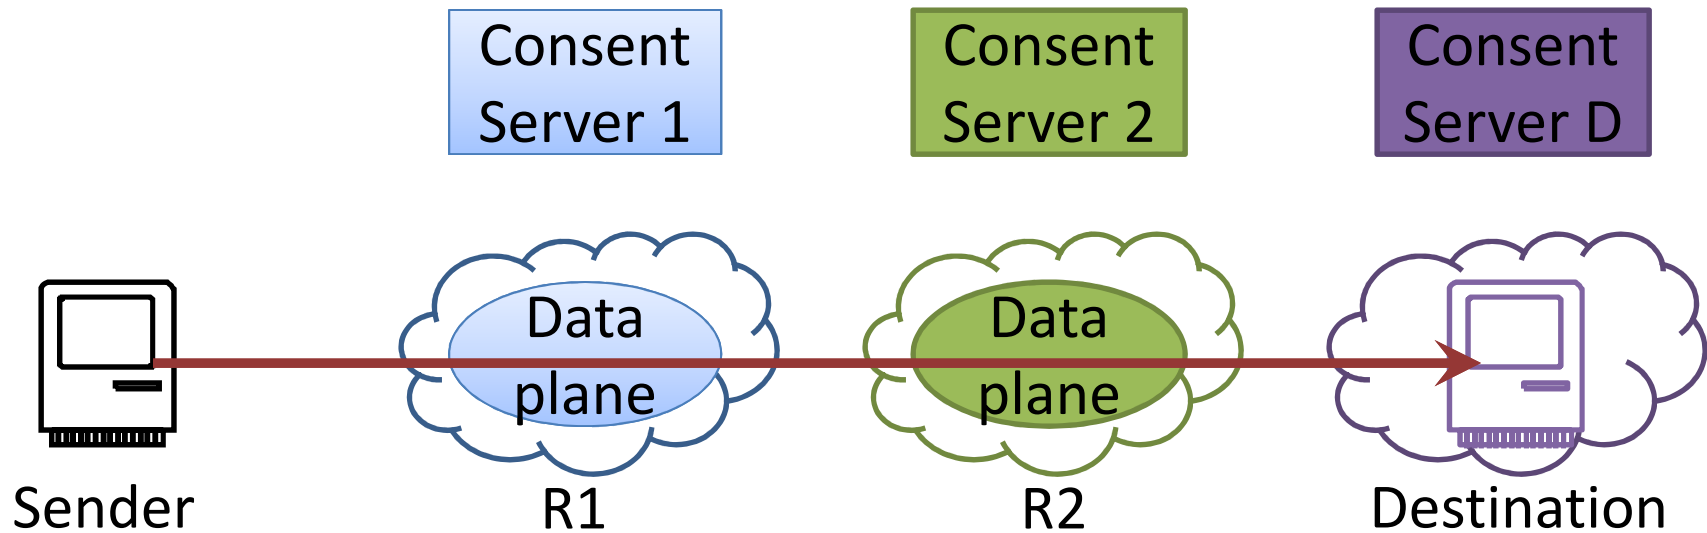 Consent
Server 1
Consent
Server 2
Consent
Server D
Data
plane
Data
plane
Sender
R1
R2
Destination